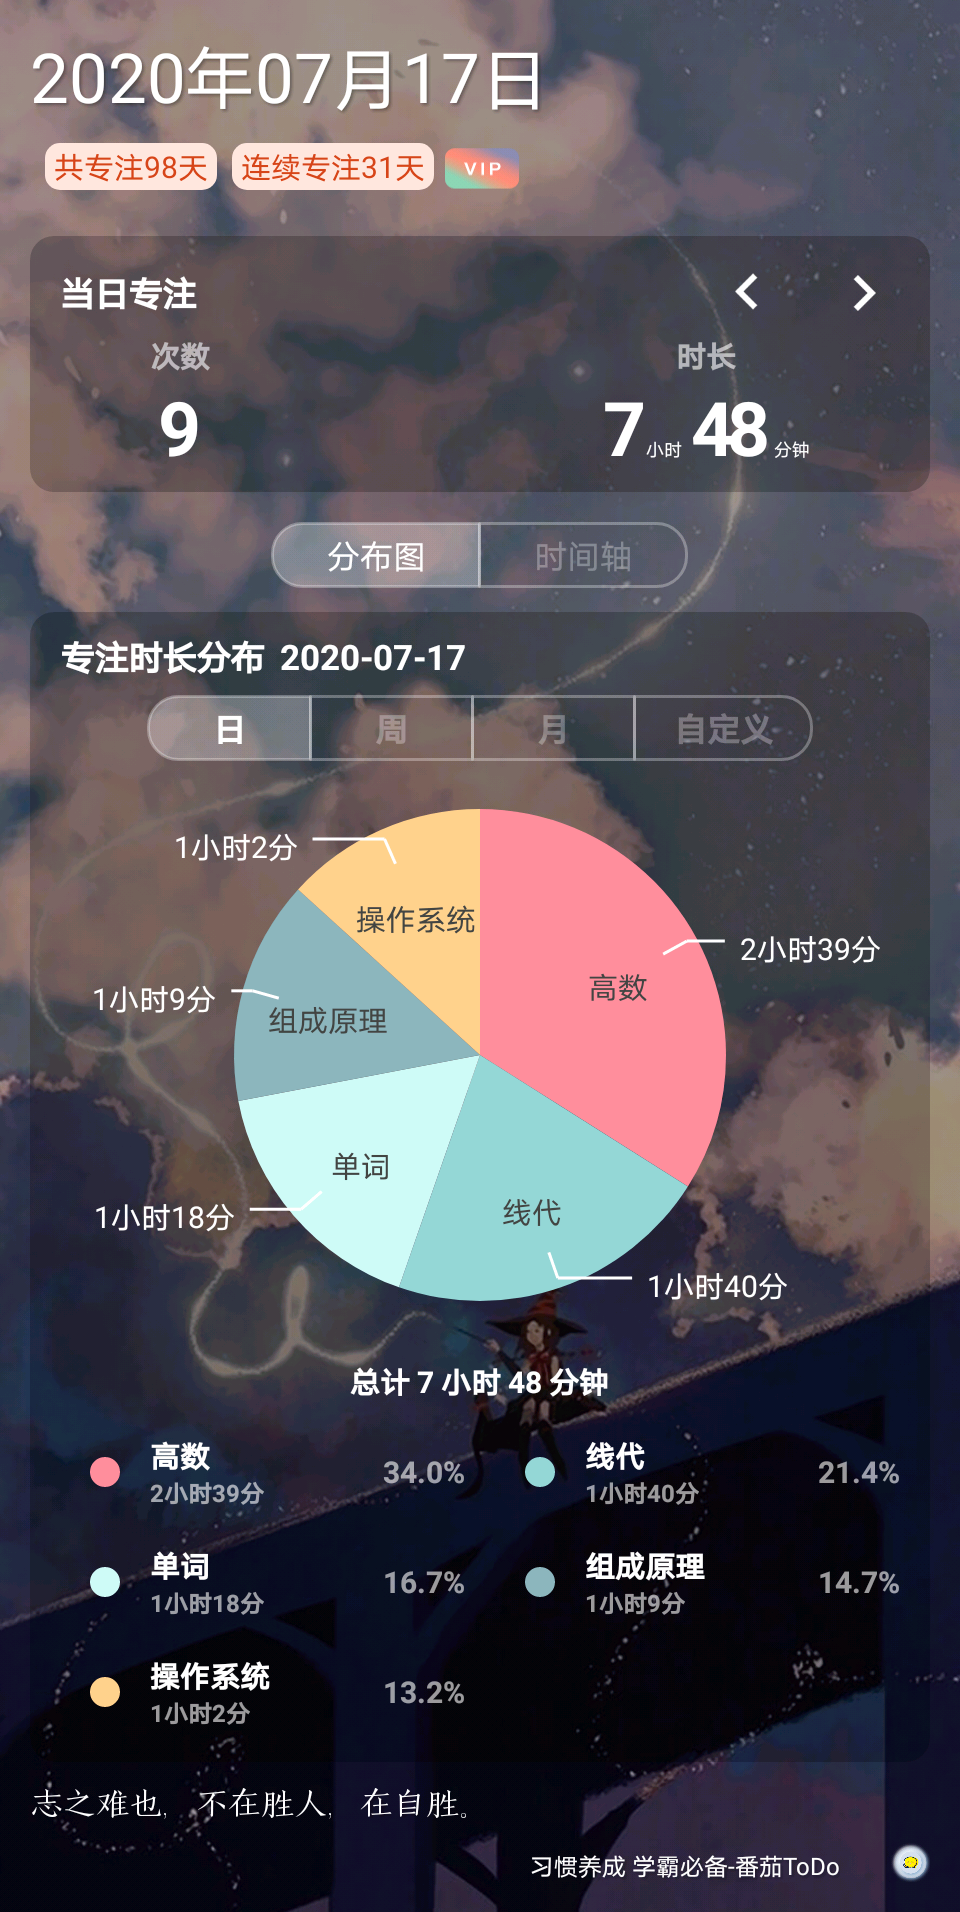 2020年07月17日
共专注98天 连续专注31天 VIP
当日专注
次数 时长
9 7小时48分钟
分布图 时间轴
专注时长分布 2020-07-17
日 周 月 自定义
1小时2分
操作系统
2小时39分
高数
1小时9分
组成原理
单词
1小时18分
线代
1小时40分
总计 7 小时 48 分钟
高数 34.0% 线代 21.4%
2小时39分 1小时40分
单词 16.7% 组成原理 14.7%
1小时18分 1小时9分
操作系统 13.2%
1小时2分
志之难也，不在胜人，在自胜。
习惯养成 学霸必备-番茄ToDo